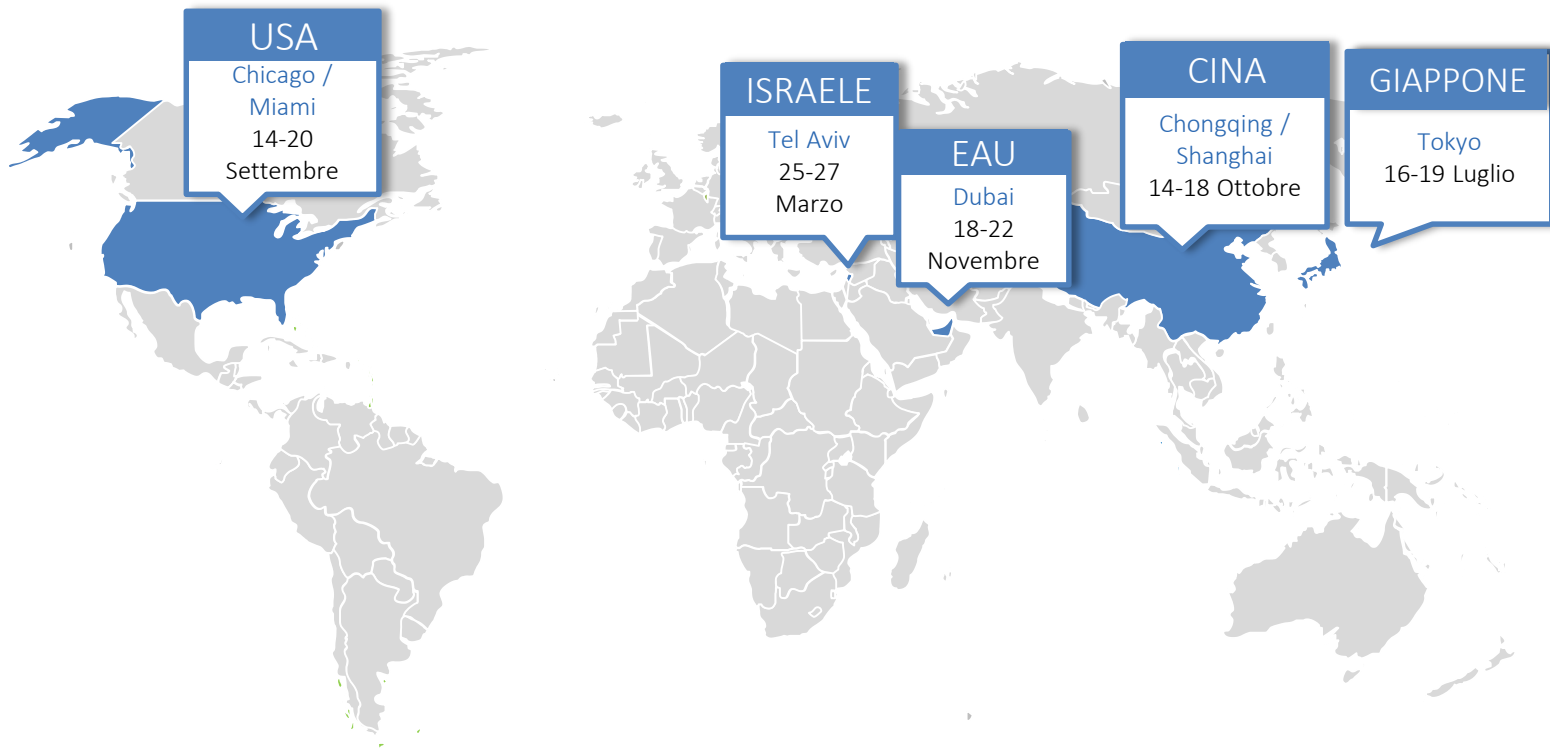 USA
Chicago /
Miami
14-20
Settembre
ISRAELE
Tel Aviv
25-27
Marzo
EAU
Dubai
18-22
Novembre
CINA
Chongqing /
Shanghai
14-18 Ottobre
GIAPPONE
Tokyo
16-19 Luglio